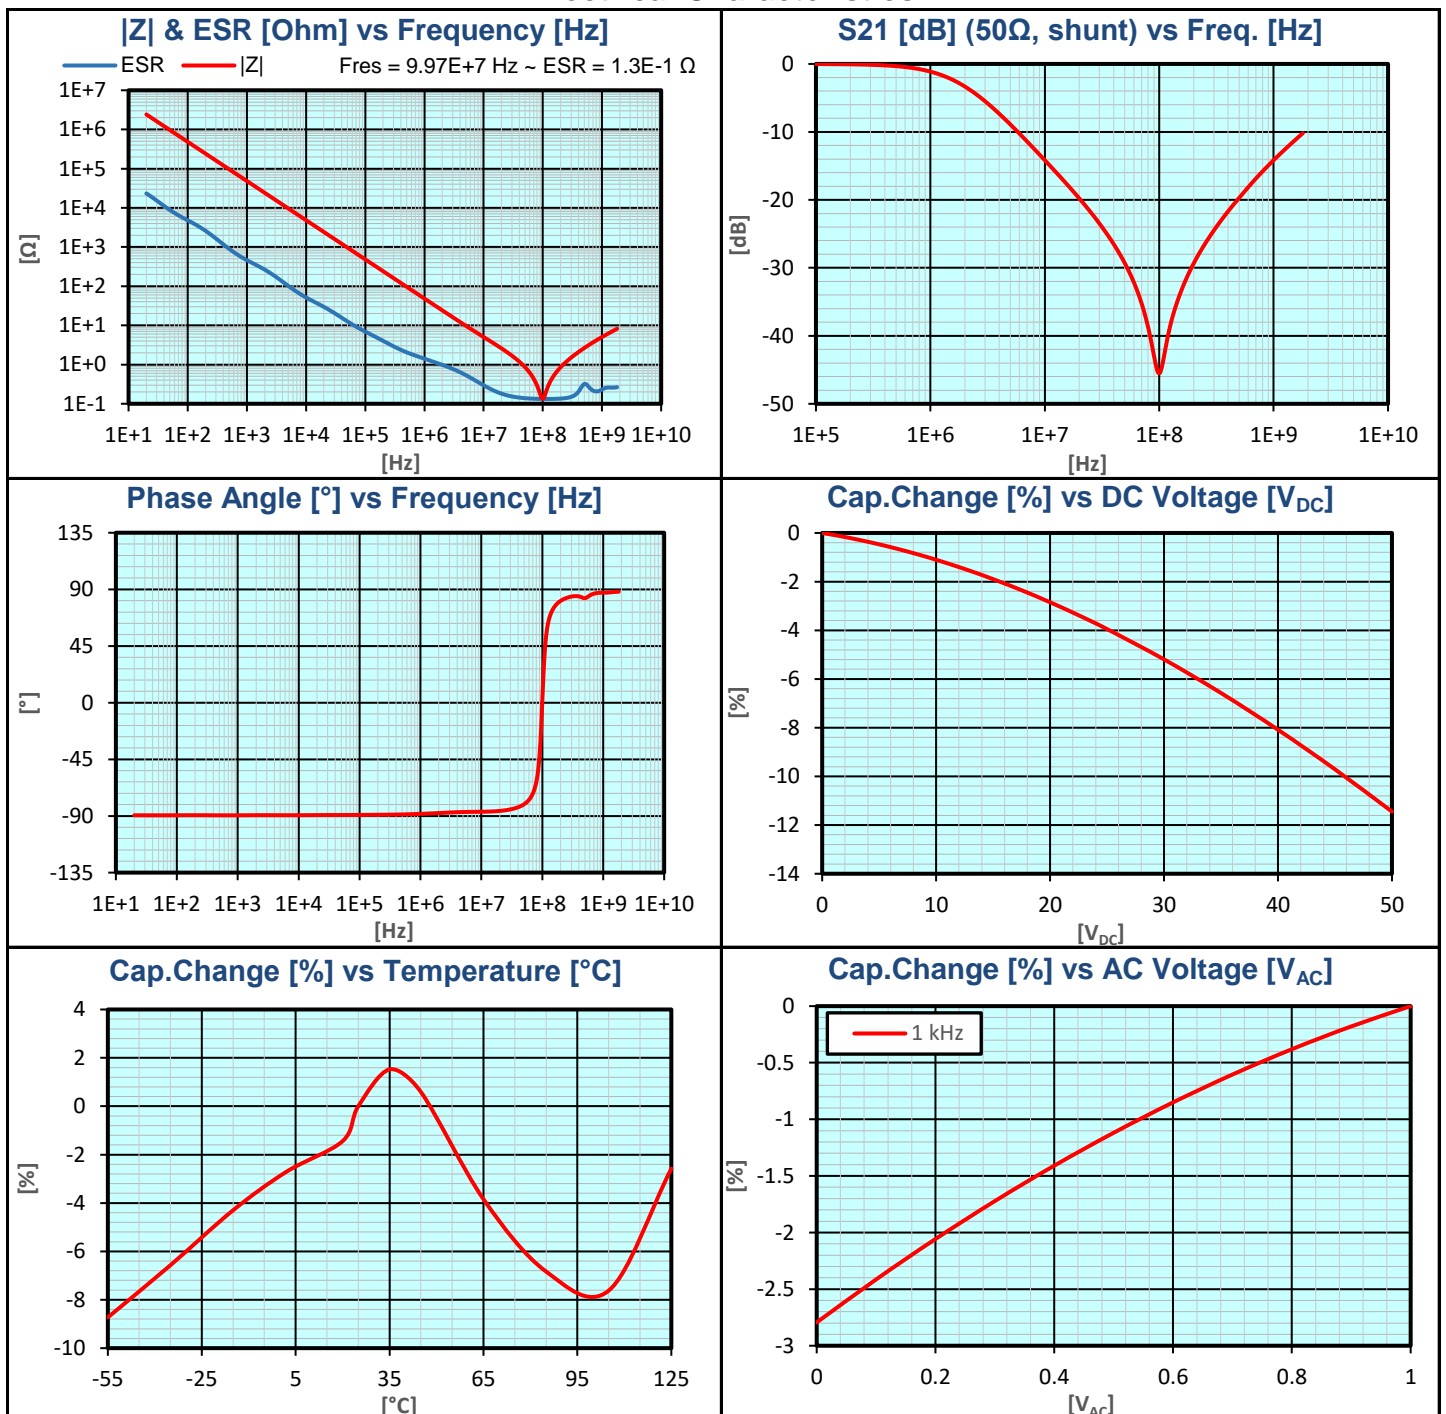 |Z| & ESR [Ohm] vs Frequency [Hz]
ESR |Z| Fres = 9.97E+7 Hz ~ ESR = 1.3E-1 Ω
1E+7
1E+6
1E+5
1E+4
1E+3
1E+2
1E+1
1E+0
1E-1
[Ω]
1E+1 1E+2 1E+3 1E+4 1E+5 1E+6 1E+7 1E+8 1E+9 1E+10
[Hz]
S21 [dB] (50Ω, shunt) vs Freq. [Hz]
0
-10
-20
-30
-40
-50
[dB]
1E+5 1E+6 1E+7 1E+8 1E+9 1E+10
[Hz]
Phase Angle [°] vs Frequency [Hz]
135
90
45
0
-45
-90
-135
[°]
1E+1 1E+2 1E+3 1E+4 1E+5 1E+6 1E+7 1E+8 1E+9 1E+10
[Hz]
Cap.Change [%] vs DC Voltage [VDC]
0
-2
-4
-6
-8
-10
-12
-14
[%]
0 10 20 30 40 50
[VDC]
Cap.Change [%] vs Temperature [°C]
4
2
0
-2
-4
-6
-8
-10
[%]
-55 -25 5 35 65 95 125
[°C]
Cap.Change [%] vs AC Voltage [VAC]
1 kHz
0
-0.5
-1
-1.5
-2
-2.5
-3
[%]
0 0.2 0.4 0.6 0.8 1
[VAC]